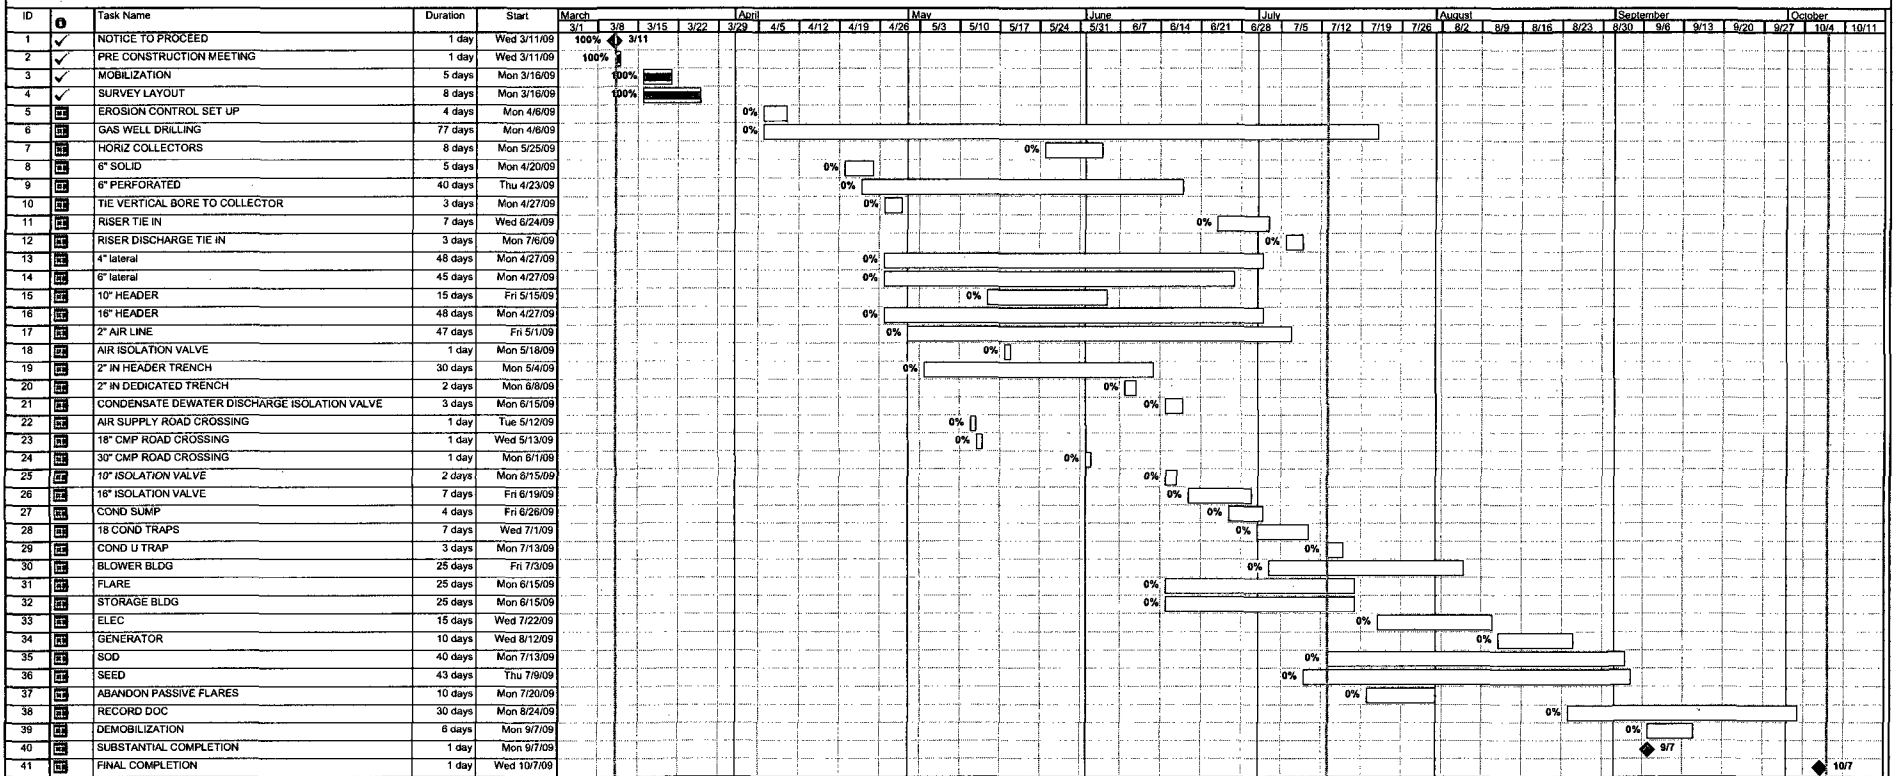 ID Task Name Duration Start March April May June July August September October
3/1 3/8 3/15 3/22 3/29 4/5 4/12 4/19 4/26 5/3 5/10 5/17 5/24 5/31 6/7 6/14 6/21 6/28 7/5 7/12 7/19 7/26 6/2 8/9 8/16 8/23 8/30 9/6 9/13 9/20 9/27 10/4 10/11
1 NOTICE TO PROCEED 1 day Wed 3/11/09 100% 3/11
2 PRE CONSTRUCTION MEETING 1 day Wed 3/11/09 100%
3 MOBILIZATION 5 days Mon 3/16/09 100%
4 SURVEY LAYOUT 8 days Mon 3/16/09 100%
5 EROSION CONTROL SET UP 4 days Mon 4/6/09 0%
6 GAS WELL DRILLING 77 days Mon 4/6/09 0%
7 HORIZ COLLECTORS 8 days Mon 5/25/09 0%
8 6" SOLID 5 days Mon 4/20/09 0%
9 6" PERFORATED 40 days Thu 4/23/09 0%
10 TIE VERTICAL BORE TO COLLECTOR 3 days Mon 4/27/09 0%
11 RISER TIE IN 7 days Wed 6/24/09 0%
12 RISER DISCHARGE TIE IN 3 days Mon 7/6/09 0%
13 4" lateral 48 days Mon 4/27/09 0%
14 6" lateral 45 days Mon 4/27/09 0%
15 10" HEADER 15 days Fri 5/15/09 0%
16 16" HEADER 48 days Mon 4/27/09 0%
17 2" AIR LINE 47 days Fri 5/1/09 0%
18 AIR ISOLATION VALVE 1 day Mon 5/18/09 0%
19 2" IN HEADER TRENCH 30 days Mon 5/4/09 0%
20 2" IN DEDICATED TRENCH 2 days Mon 6/8/09 0%
21 CONDENSATE DEWATER DISCHARGE ISOLATION VALVE 3 days Mon 6/15/09 0%
22 AIR SUPPLY ROAD CROSSING 1 day Tue 5/12/09 0%
23 18" CMP ROAD CROSSING 1 day Wed 5/13/09 0%
24 30" CMP ROAD CROSSING 1 day Mon 6/1/09 0%
25 10" ISOLATION VALVE 2 days Mon 6/15/09 0%
26 16" ISOLATION VALVE 7 days Fri 6/19/09 0%
27 COND SUMP 4 days Fri 6/26/09 0%
28 18 COND TRAPS 7 days Wed 7/1/09 0%
29 COND U TRAP 3 days Mon 7/13/09 0%
30 BLOWER BLDG 25 days Fri 7/3/09 0%
31 FLARE 25 days Mon 6/15/09 0%
32 STORAGE BLDG 25 days Mon 6/15/09 0%
33 ELEC 15 days Wed 7/22/09 0%
34 GENERATOR 10 days Wed 8/12/09 0%
35 SOD 40 days Mon 7/13/09 0%
36 SEED 43 days Thu 7/9/09 0%
37 ABANDON PASSIVE FLARES 10 days Mon 7/20/09 0%
38 RECORD DOC 30 days Mon 8/24/09 0%
39 DEMOBILIZATION 6 days Mon 9/7/09 0%
40 SUBSTANTIAL COMPLETION 1 day Mon 9/7/09 9/7
41 FINAL COMPLETION 1 day Wed 10/7/09 10/7